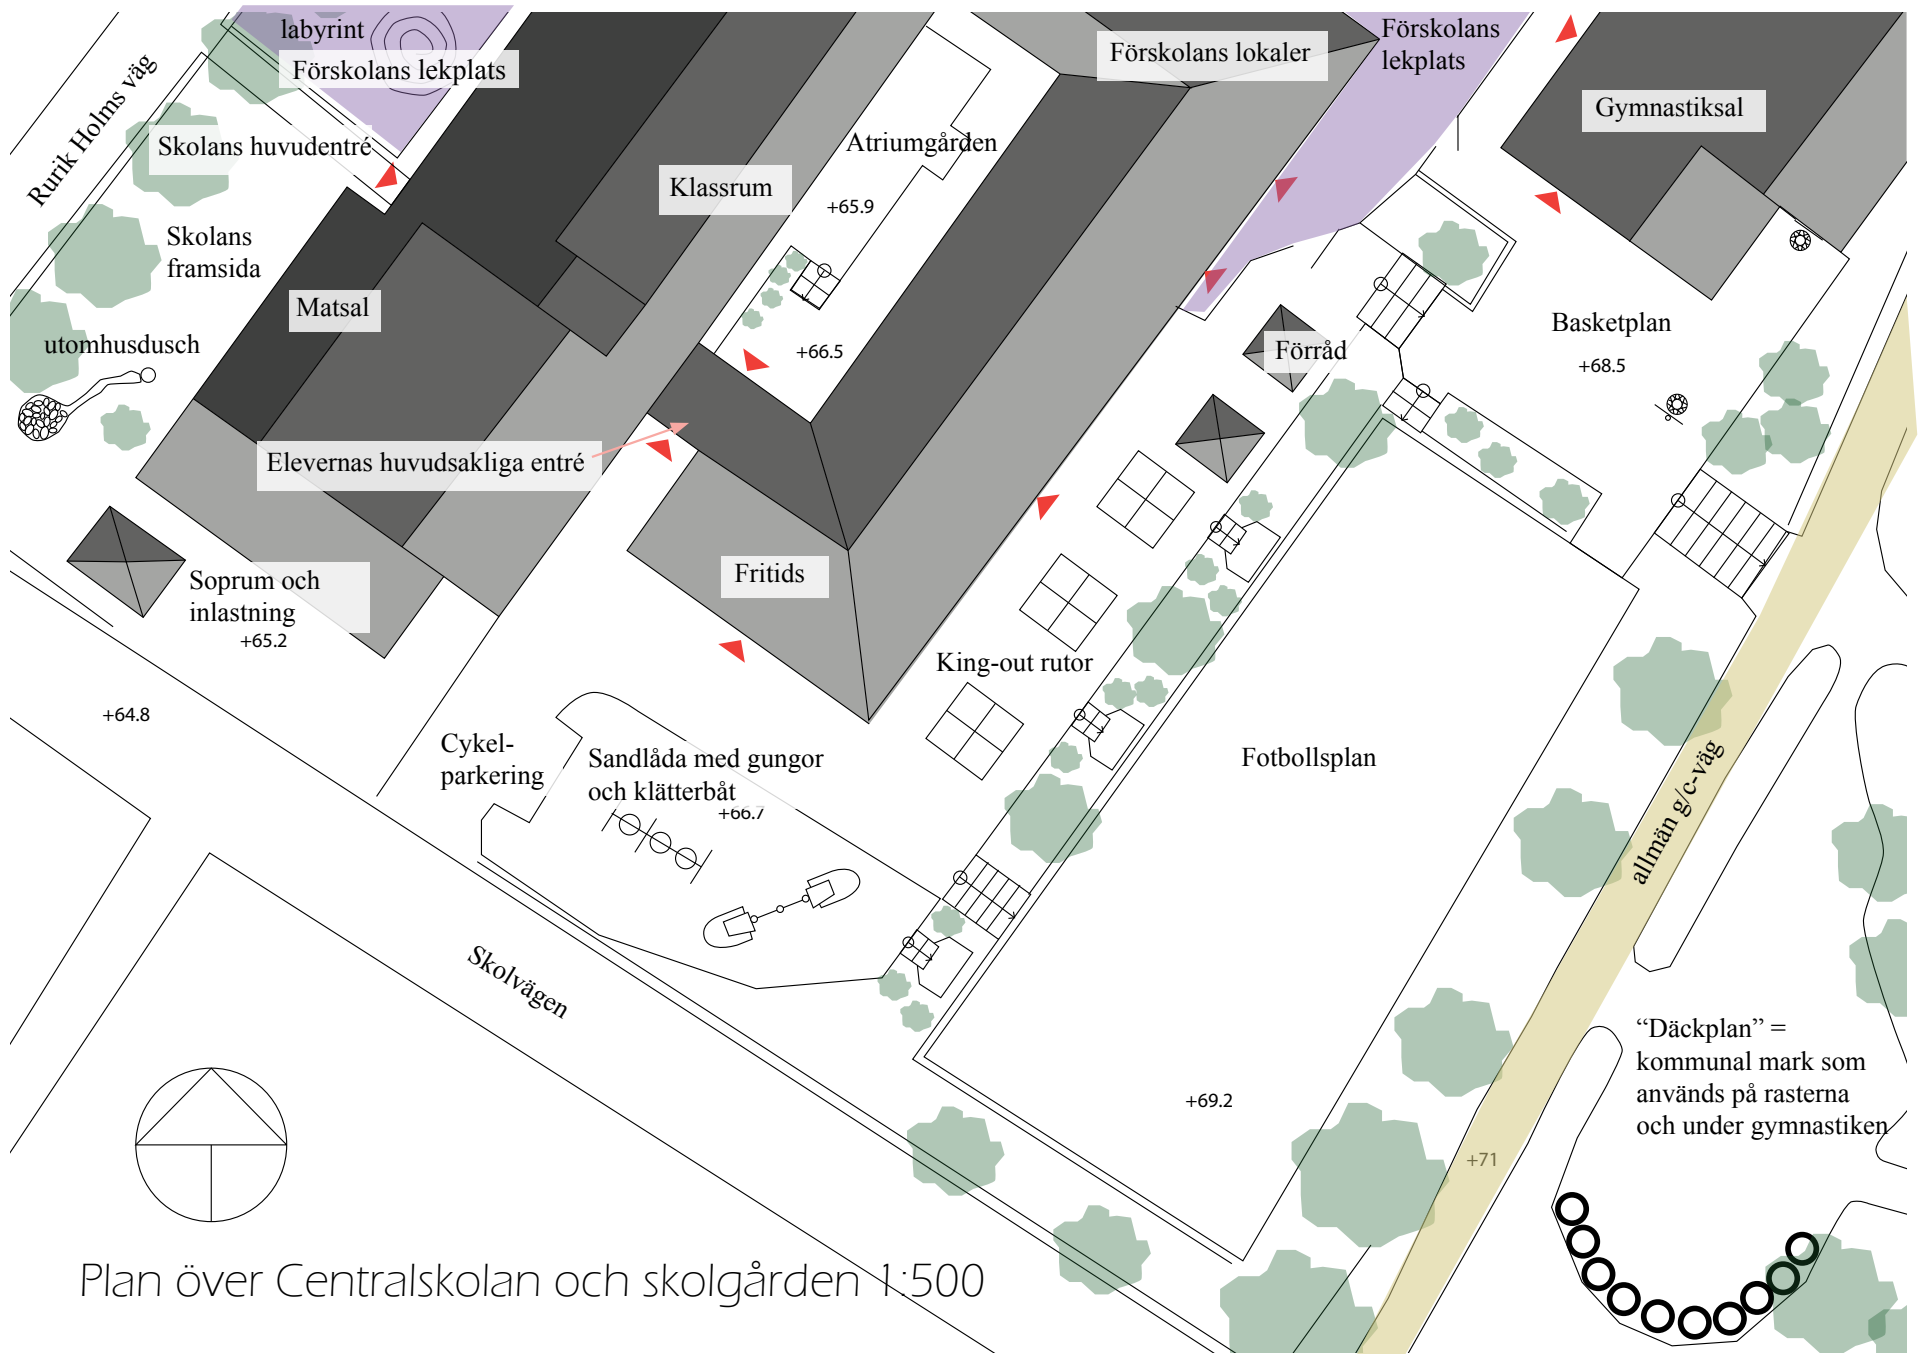 labyrint
Förskolans lekplats
Rurik Holms väg
Skolans huvudentré
Skolans
framsida
utomhusdusch
Matsal
Klassrum
Atriumgården
+65.9
+66.5
Förskolans lokaler
Förskolans
lekplats
Gymnastiksal
Förråd
Basketplan
+68.5
Elevernas huvudsakliga entré
Fritids
Soprum och
inlastning
+65.2
+64.8
King-out rutor
Cykel-
parkering
Sandlåda med gungor
och klätterbåt
+66.7
Fotbollsplan
allmän g/c-väg
Skolvägen
+69.2
+71
“Däckplan” =
kommunal mark som
används på rasterna
och under gymnastiken
Plan över Centralskolan och skolgården 1:500